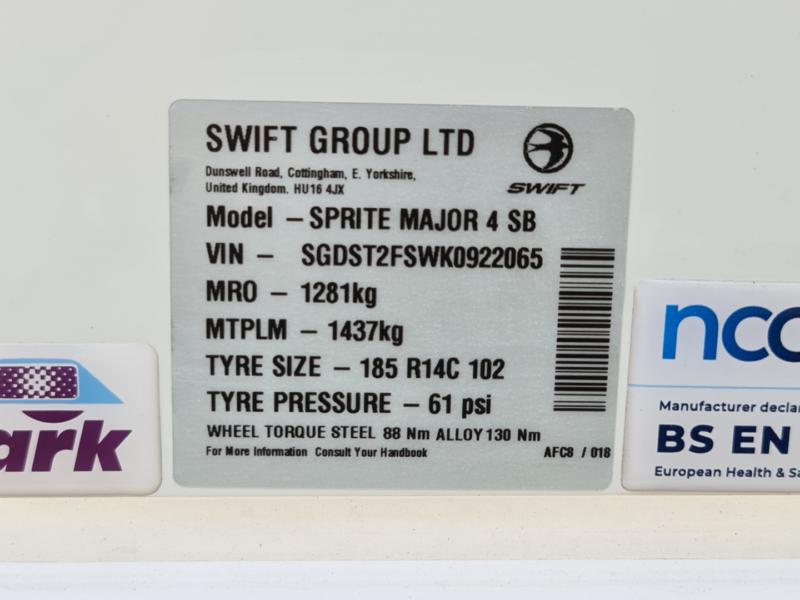 SWIFT GROUP LTD
Dunswell Road, Cottingham, E. Yorkshire,
United Kingdom. HU16 4JX
SWIFT
Model – SPRITE MAJOR 4 SB
VIN – SGDST2FSWK0922065
MRO – 1281kg
MTPLM – 1437kg
TYRE SIZE – 185 R14C 102
TYRE PRESSURE – 61 psi
WHEEL TORQUE STEEL 88 Nm ALLOY 130 Nm
For More Information Consult Your Handbook
AFC8 / 018
ark
ncc
Manufacturer decla
BS EN
European Health & Sa